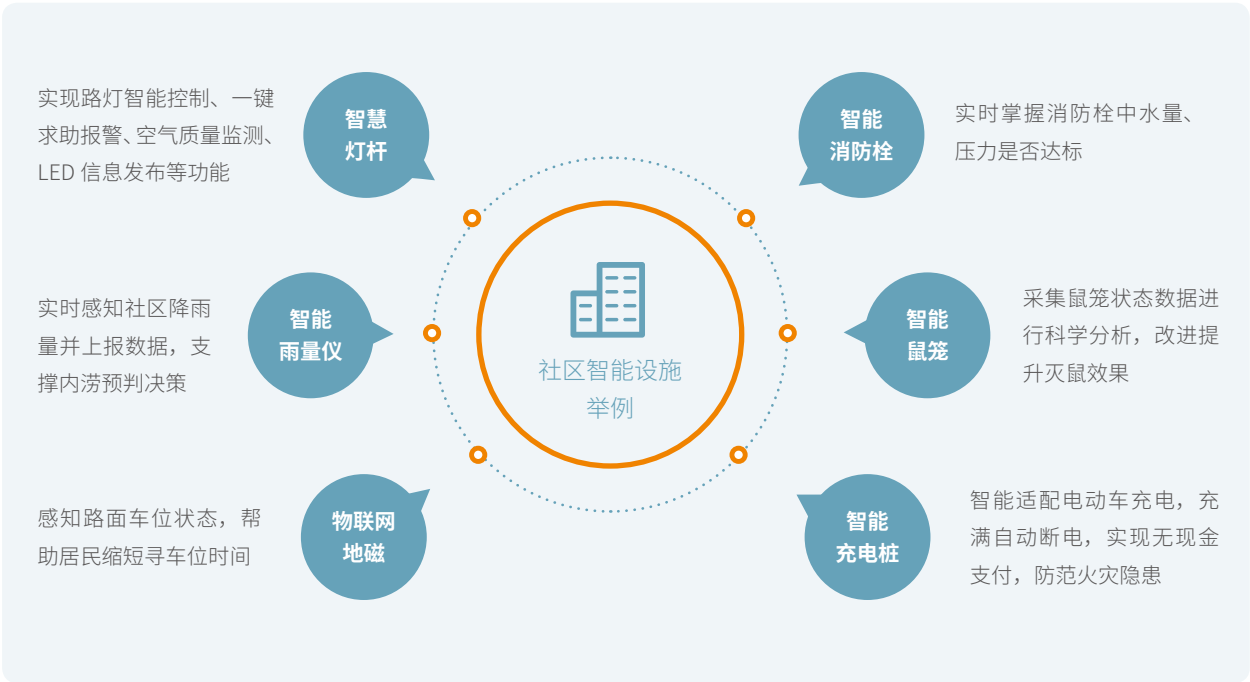 实现路灯智能控制、一键
求助报警、空气质量监测、
LED 信息发布等功能
智慧
灯杆
智能
消防栓
实时掌握消防栓中水量、
压力是否达标
实时感知社区降雨
量并上报数据，支
撑内涝预判决策
智能
雨量仪
社区智能设施
举例
智能
鼠笼
采集鼠笼状态数据进
行科学分析，改进提
升灭鼠效果
感知路面车位状态，帮
助居民缩短寻车位时间
物联网
地磁
智能
充电桩
智能适配电动车充电，充
满自动断电，实现无现金
支付，防范火灾隐患